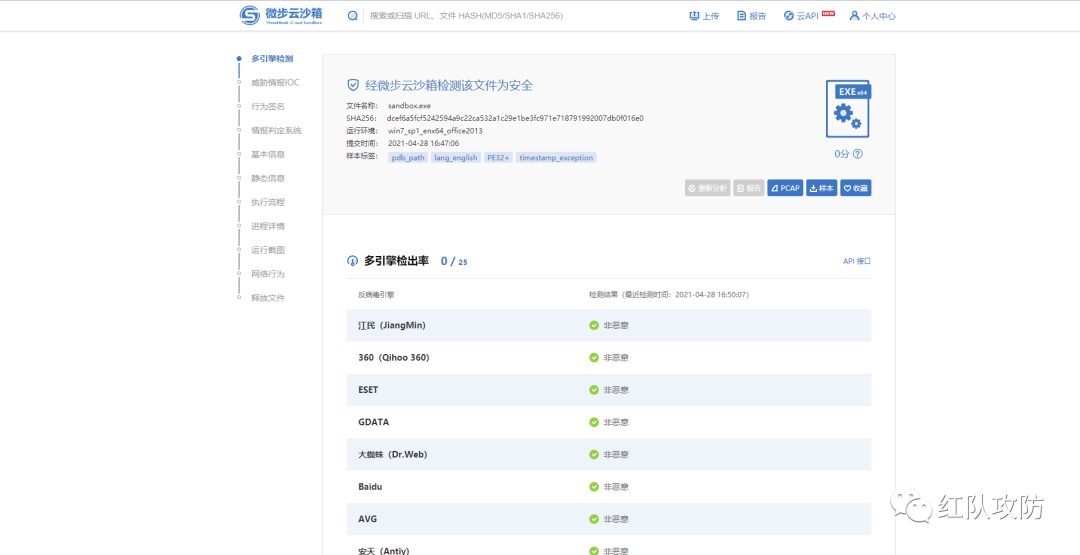 微步云沙箱
ThreatBook Cloud Sandbox
搜索或扫描 URL、文件 HASH(MD5/SHA1/SHA256)
上传
报告
云API NEW
个人中心
多引擎检测
威胁情报IOC
行为签名
情报判定系统
基本信息
静态信息
执行流程
进程详情
运行截图
网络行为
释放文件
经微步云沙箱检测该文件为安全
文件名称: sandbox.exe
SHA256: dcef6a5fcf5242594a9c22ca532a1c29e1be3fc971e718791992007db0f016e0
运行环境: win7_sp1_enx64_office2013
提交时间: 2021-04-28 16:47:06
样本标签: pdb_path lang_english PE32+ timestamp_exception
EXE x64
0分 ?
重新分析 报告 PCAP 样本 收藏
多引擎检出率 0 / 25
API 接口
反病毒引擎 检测结果（最近检测时间：2021-04-28 16:50:07）
江民（JiangMin） 非恶意
360（Qihoo 360） 非恶意
ESET 非恶意
GDATA 非恶意
大蜘蛛（Dr.Web） 非恶意
Baidu 非恶意
AVG 非恶意
安天（Antiy） 非恶意
红队攻防